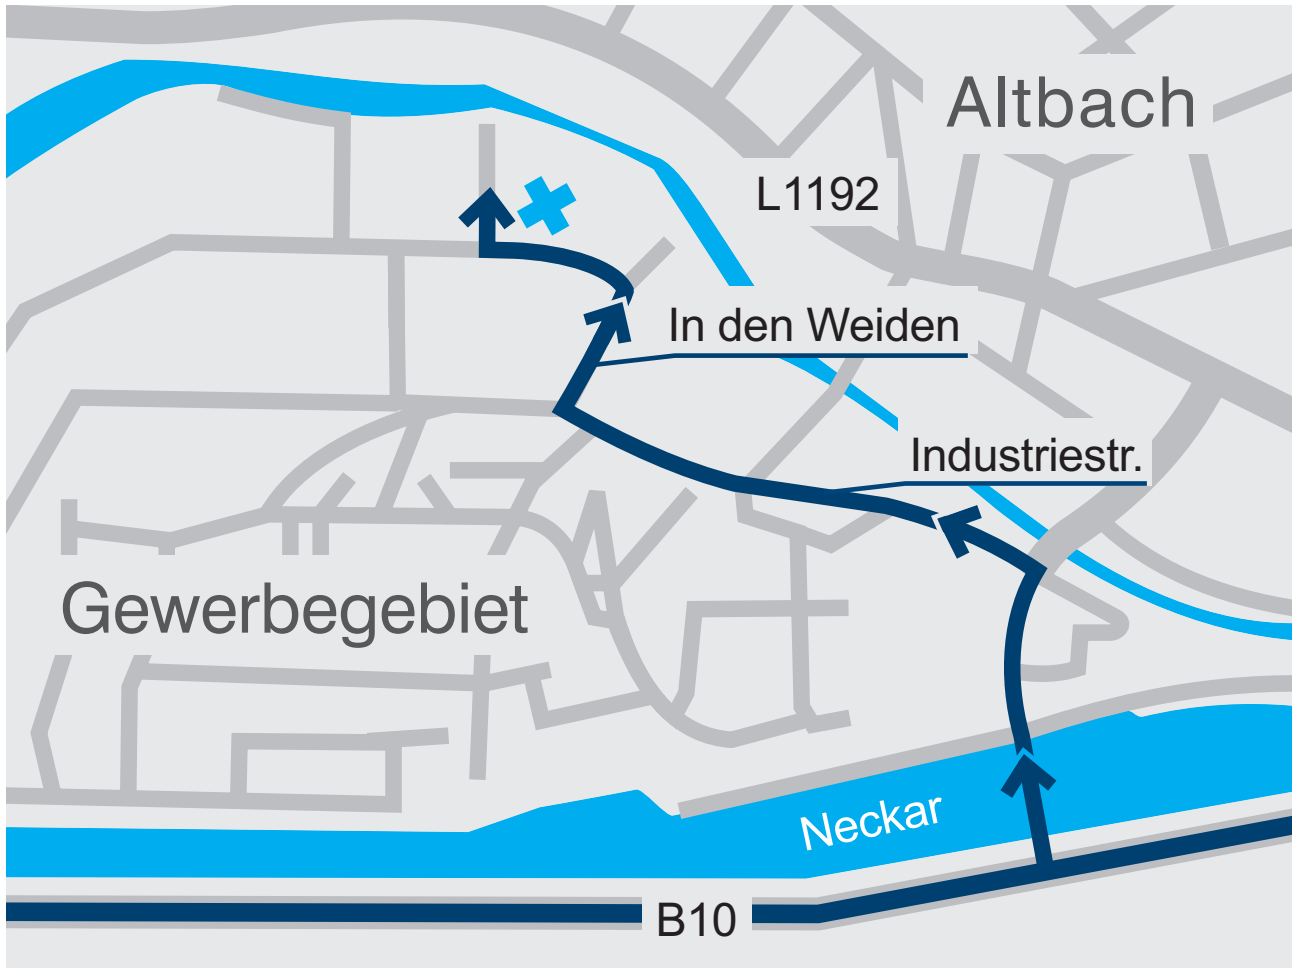 Altbach
L1192
In den Weiden
Industriestr.
Gewerbegebiet
Neckar
B10